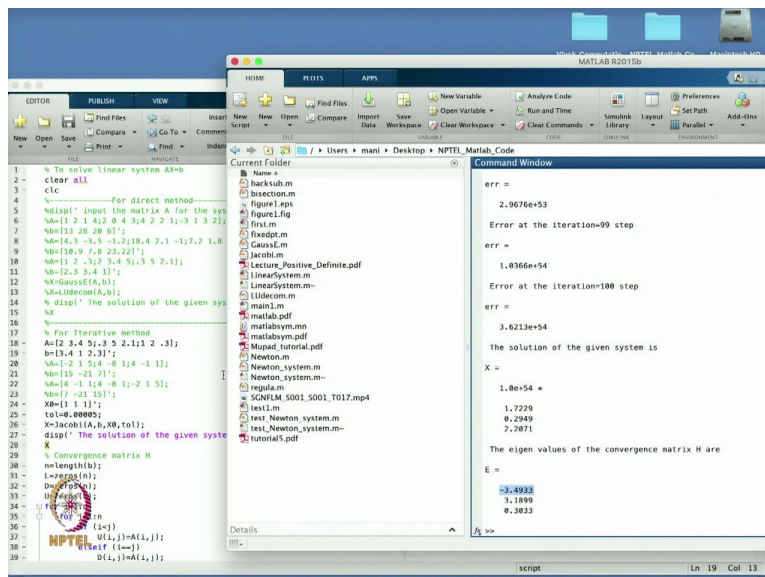 MATLAB R2015b
HOME PLOTS APPS
New Script
New
Open
Find Files
Compare
Import Data
Save Workspace
New Variable
Open Variable
Clear Workspace
Analyze Code
Run and Time
Clear Commands
Simulink Library
Layout
Preferences
Set Path
Parallel
Add-Ons
FILE VARIABLE CODE SIMULINK ENVIRONMENT
/ Users mani Desktop NPTEL_Matlab_Code
EDITOR PUBLISH VIEW
New Open Save
Find Files
Compare
Print
Go To
Find
FILE NAVIGATE
1 % To solve linear system AX=b
2 clear all
3 clc
4 %--------------For direct method--------
5 %disp(' input the matrix A for the sys
6 %A=[1 2 1 4;2 0 4 3;4 2 2 1;-3 1 3 2];
7 %b=[13 28 20 6]';
8 %A=[4.3 -3.5 -1.2;18.4 2.1 -1;7.2 1.8
9 %b=[10.9 7.8 23.22]';
10 %A=[1 2 .3;2 3.4 5;.3 5 2.1];
11 %b=[2.3 3.4 1]';
12 %X=GaussE(A,b);
13 %X=LUdecom(A,b);
14 % disp(' The solution of the given sys
15 %X
16 %
17 % For Iterative method
18 A=[2 3.4 5;.3 5 2.1;1 2 .3];
19 b=[3.4 1 2.3]';
20 %A=[-2 1 5;4 -8 1;4 -1 1];
21 %b=[15 -21 7]';
22 %A=[4 -1 1;4 -8 1;-2 1 5];
23 %b=[7 -21 15]';
24 X0=[1 1 1]';
25 tol=0.00005;
26 X=Jacobi(A,b,X0,tol);
27 disp(' The solution of the given syste
28 X
29 % Convergence matrix H
30 n=length(b);
31 L=zeros(n);
32 D=zeros(n);
33 U=zeros(n);
34 for
35 for
36 (i<j)
37 U(i,j)=A(i,j);
38 elseif (i==j)
39 D(i,j)=A(i,j);
NPTEL
Current Folder
Name
backsub.m
bisection.m
figure1.eps
figure1.fig
first.m
fixedpt.m
GaussE.m
Jacobi.m
Lecture_Positive_Definite.pdf
LinearSystem.m
LinearSystem.m~
LUdecom.m
main1.m
matlab.pdf
matlabsym.mn
matlabsym.pdf
Mupad_tutorial.pdf
Newton.m
Newton_system.m
Newton_system.m~
regula.m
SGNFLM_S001_S001_T017.mp4
test1.m
test_Newton_system.m
test_Newton_system.m~
tutorial5.pdf
Details
Command Window
err =
2.9676e+53
Error at the iteration=99 step
err =
1.0366e+54
Error at the iteration=100 step
err =
3.6213e+54
The solution of the given system is
X =
1.0e+54 *
1.7229
0.2949
2.2071
The eigen values of the convergence matrix H are
E =
-3.4933
3.1899
0.3033
fx >>
script Ln 19 Col 13